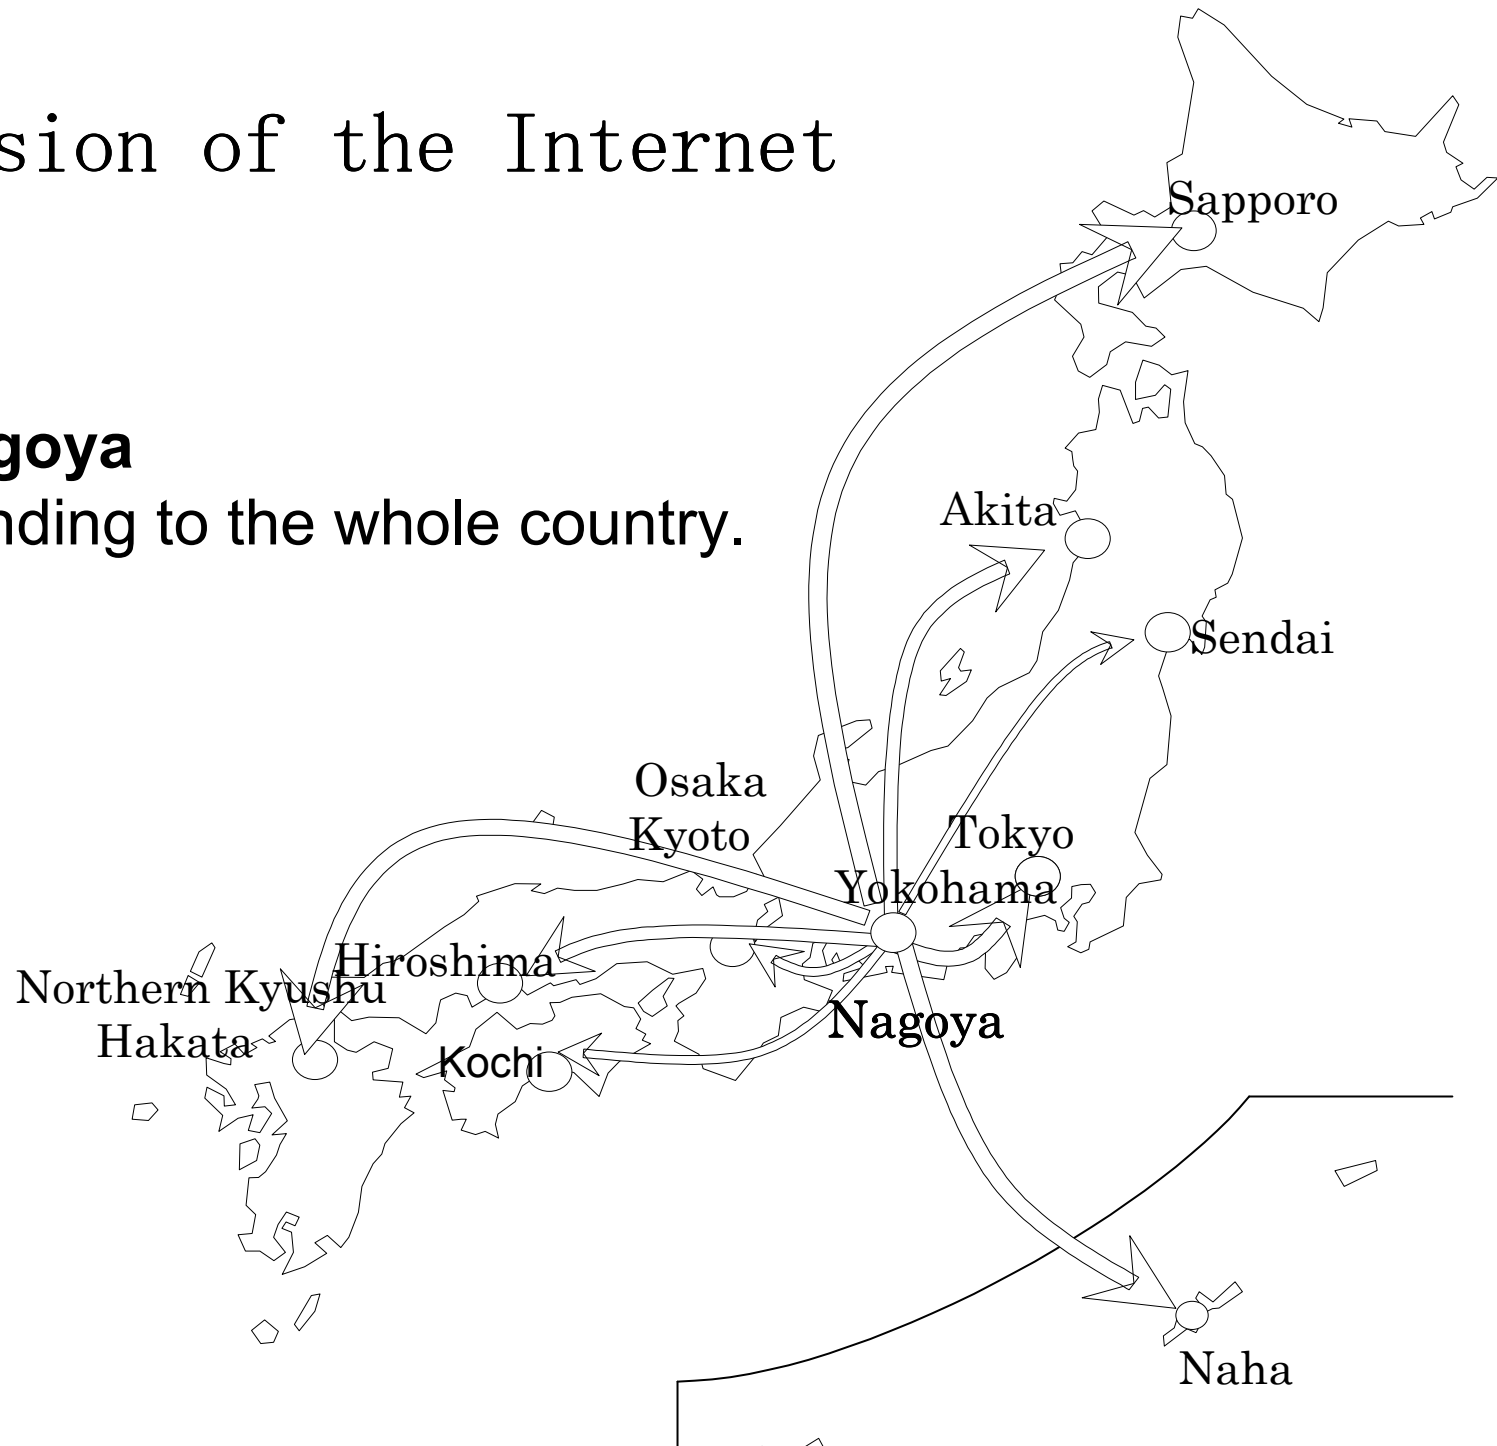 sion of the Internet
Sapporo
goya
nding to the whole country.
Akita
Sendai
Osaka
Kyoto
Tokyo
Yokohama
Hiroshima
Northern Kyushu
Hakata
Nagoya
Kochi
Naha